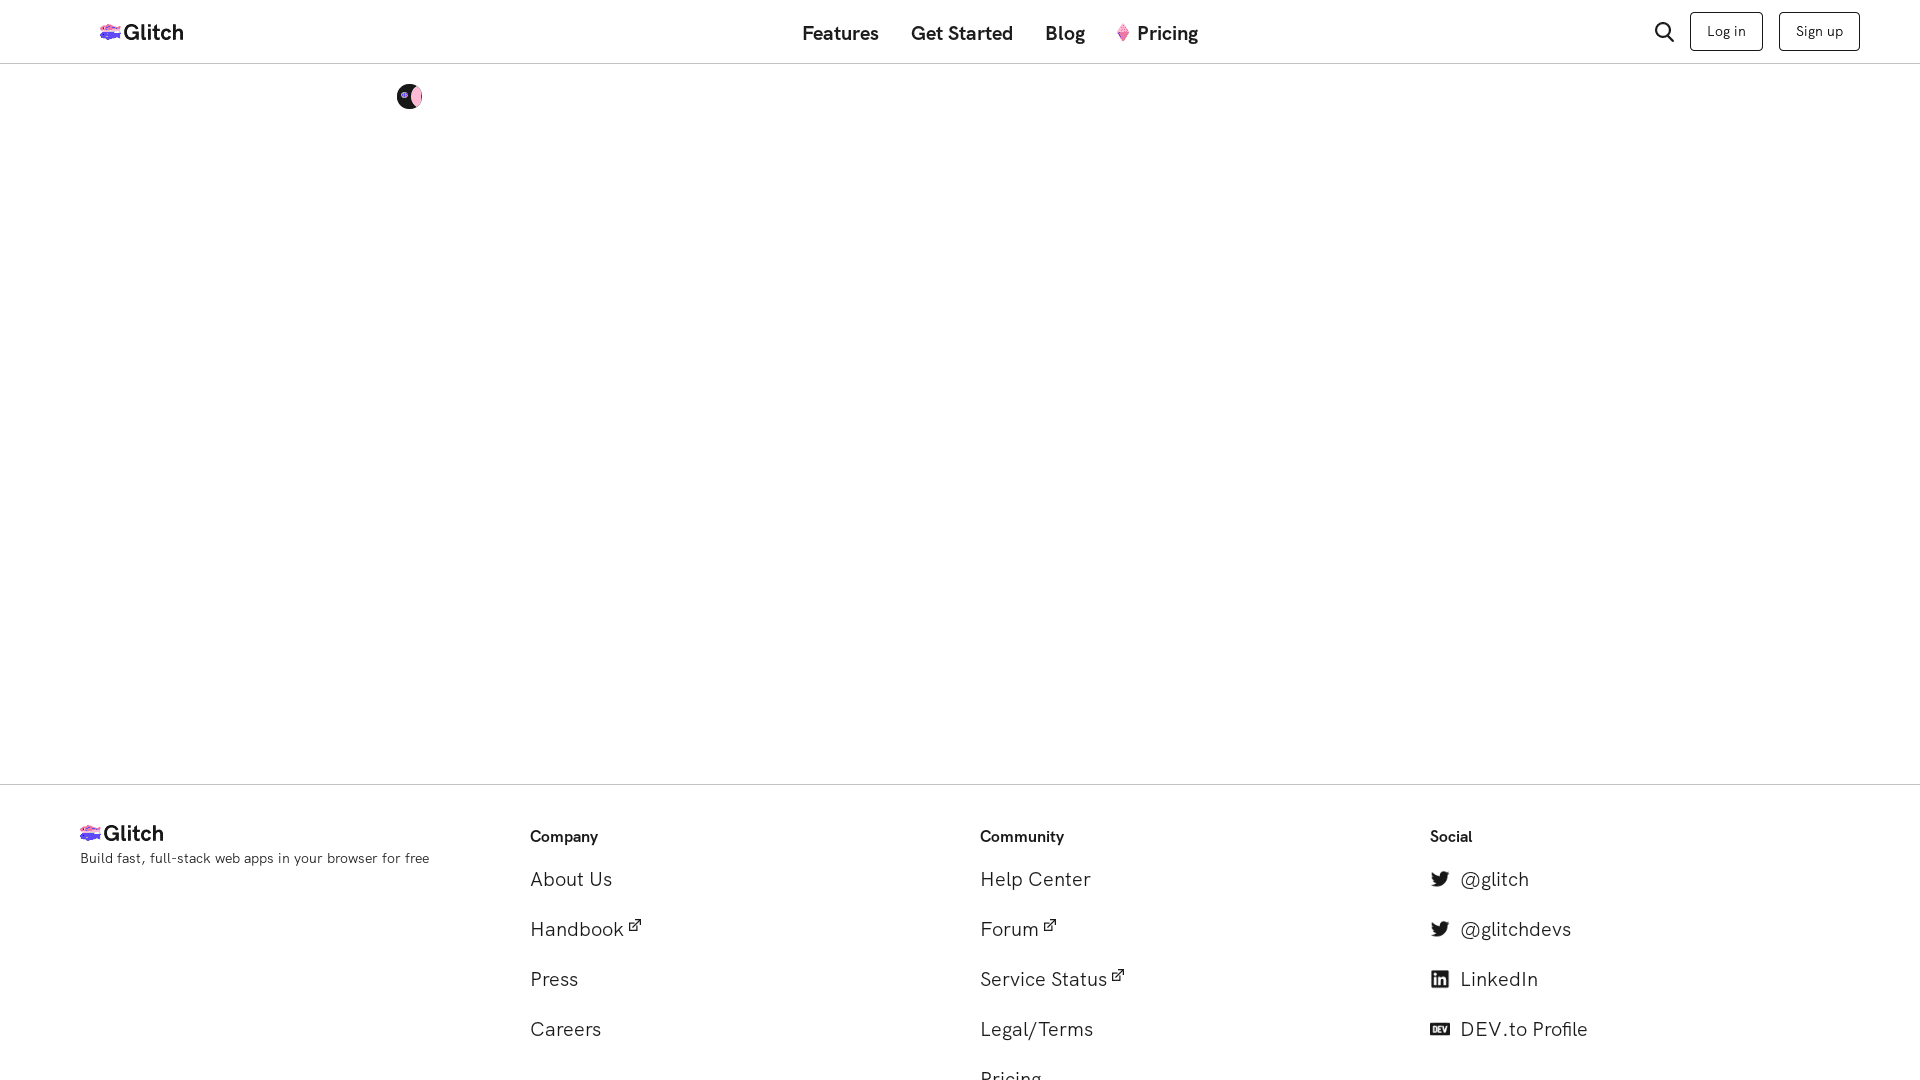 Glitch
Features
Get Started
Blog
Pricing
Log in
Sign up
Glitch
Build fast, full-stack web apps in your browser for free
Company
About Us
Handbook
Press
Careers
Community
Help Center
Forum
Service Status
Legal/Terms
Pricing
Social
@glitch
@glitchdevs
LinkedIn
DEV DEV.to Profile